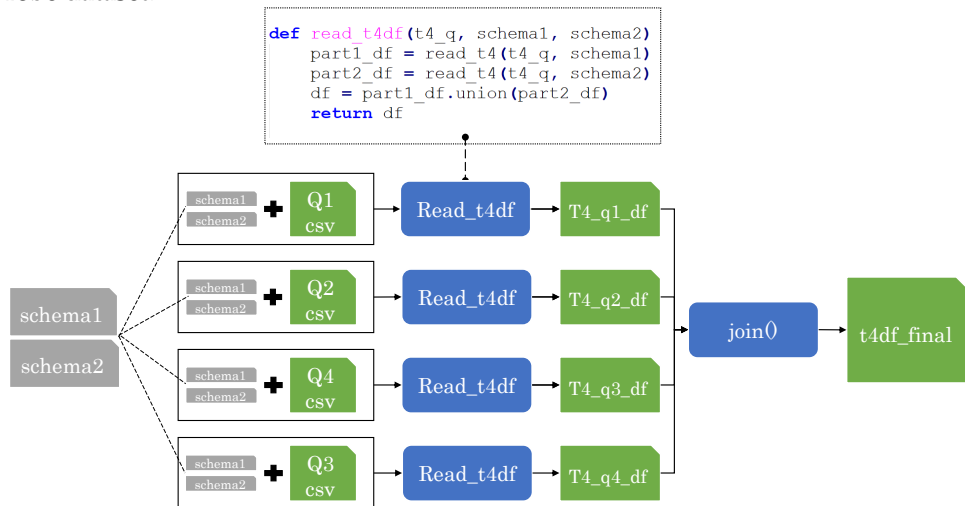 def read_t4df(t4_q, schema1, schema2)
part1_df = read_t4(t4_q, schema1)
part2_df = read_t4(t4_q, schema2)
df = part1_df.union(part2_df)
return df
schema1
schema2
schema1
schema2
Q1
csv
Read_t4df
T4_q1_df
schema1
schema2
Q2
csv
Read_t4df
T4_q2_df
schema1
schema2
Q4
csv
Read_t4df
T4_q3_df
schema1
schema2
Q3
csv
Read_t4df
T4_q4_df
join()
t4df_final